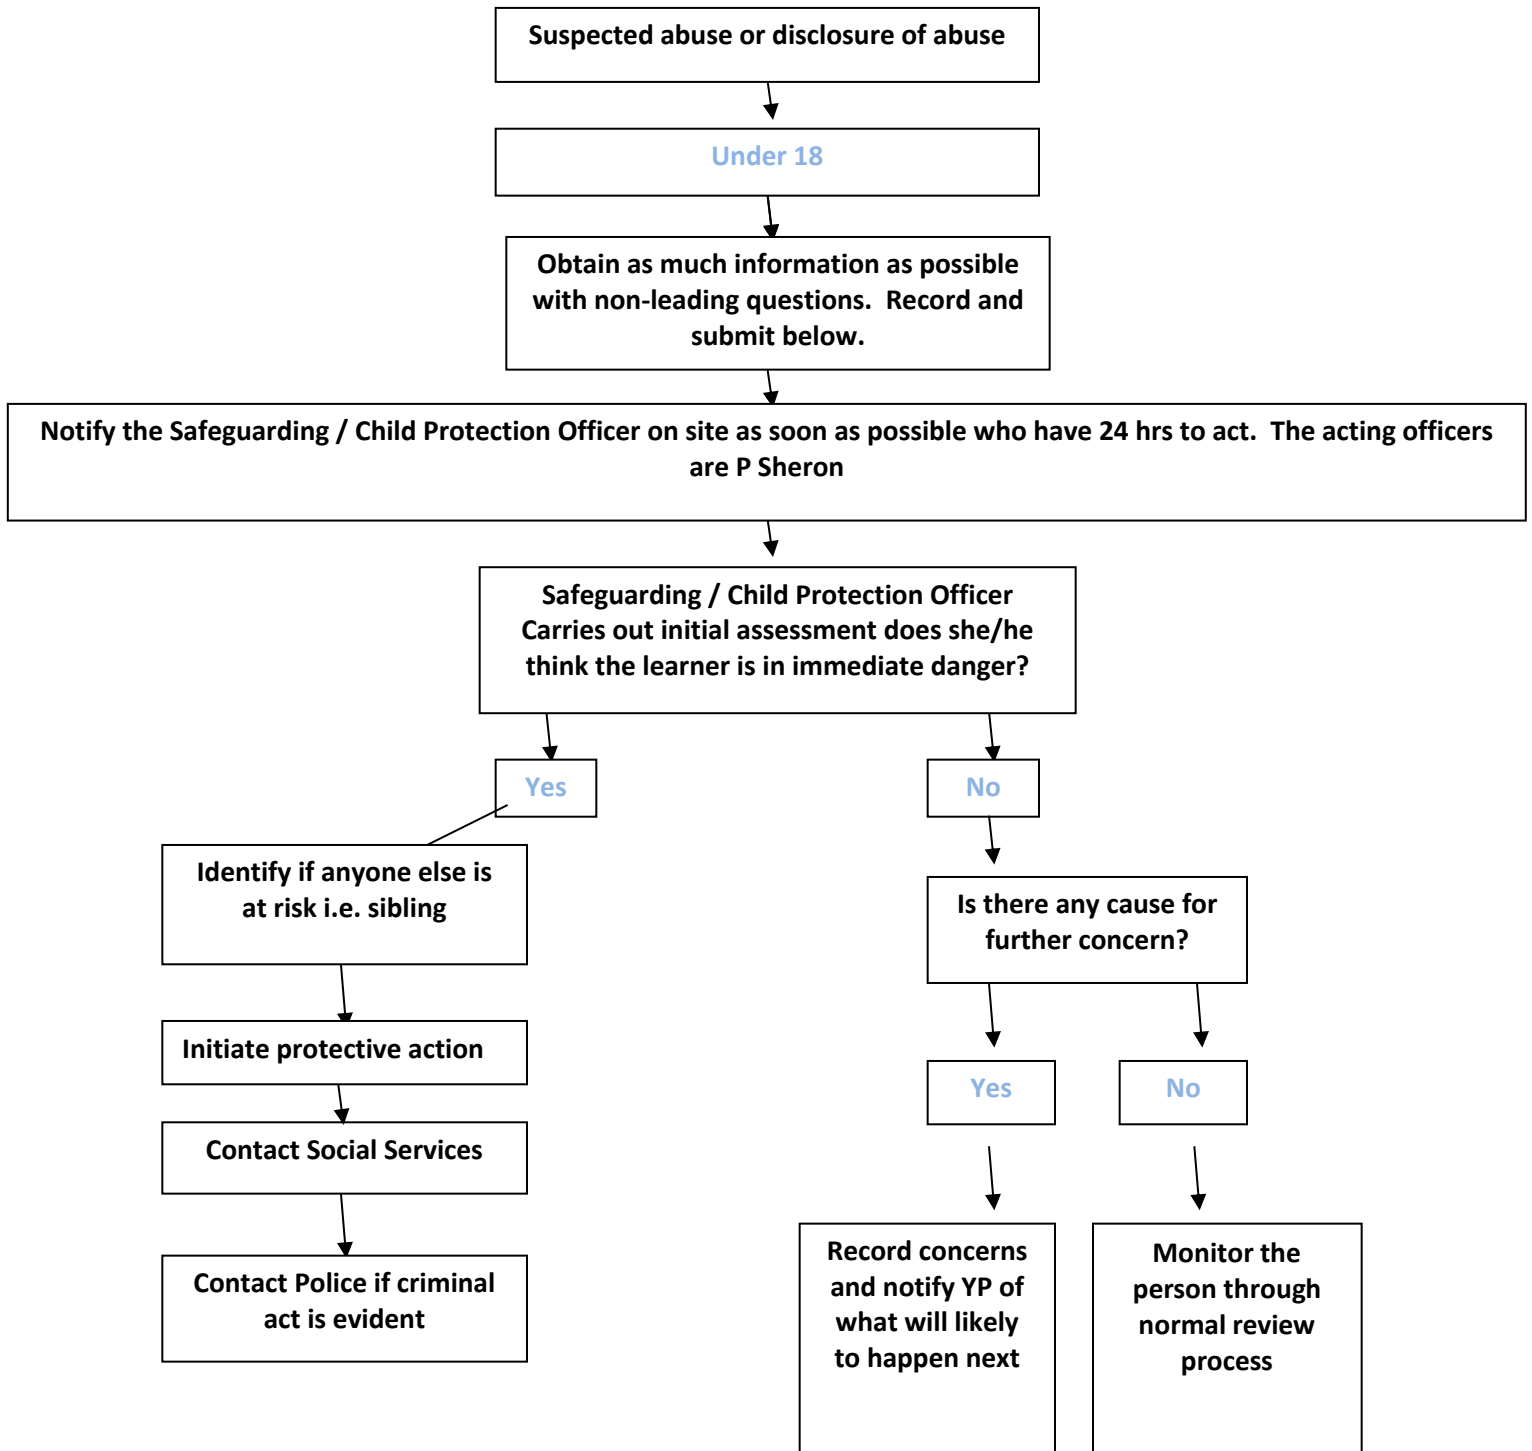 Suspected abuse or disclosure of abuse
Under 18
Obtain as much information as possible
with non-leading questions.  Record and
submit below.
Notify the Safeguarding / Child Protection Officer on site as soon as possible who have 24 hrs to act.  The acting officers
are P Sheron
Safeguarding / Child Protection Officer
Carries out initial assessment does she/he
think the learner is in immediate danger?
Yes
No
Identify if anyone else is
at risk i.e. sibling
Is there any cause for
further concern?
Initiate protective action
Yes
No
Contact Social Services
Contact Police if criminal
act is evident
Record concerns
and notify YP of
what will likely
to happen next
Monitor the
person through
normal review
process